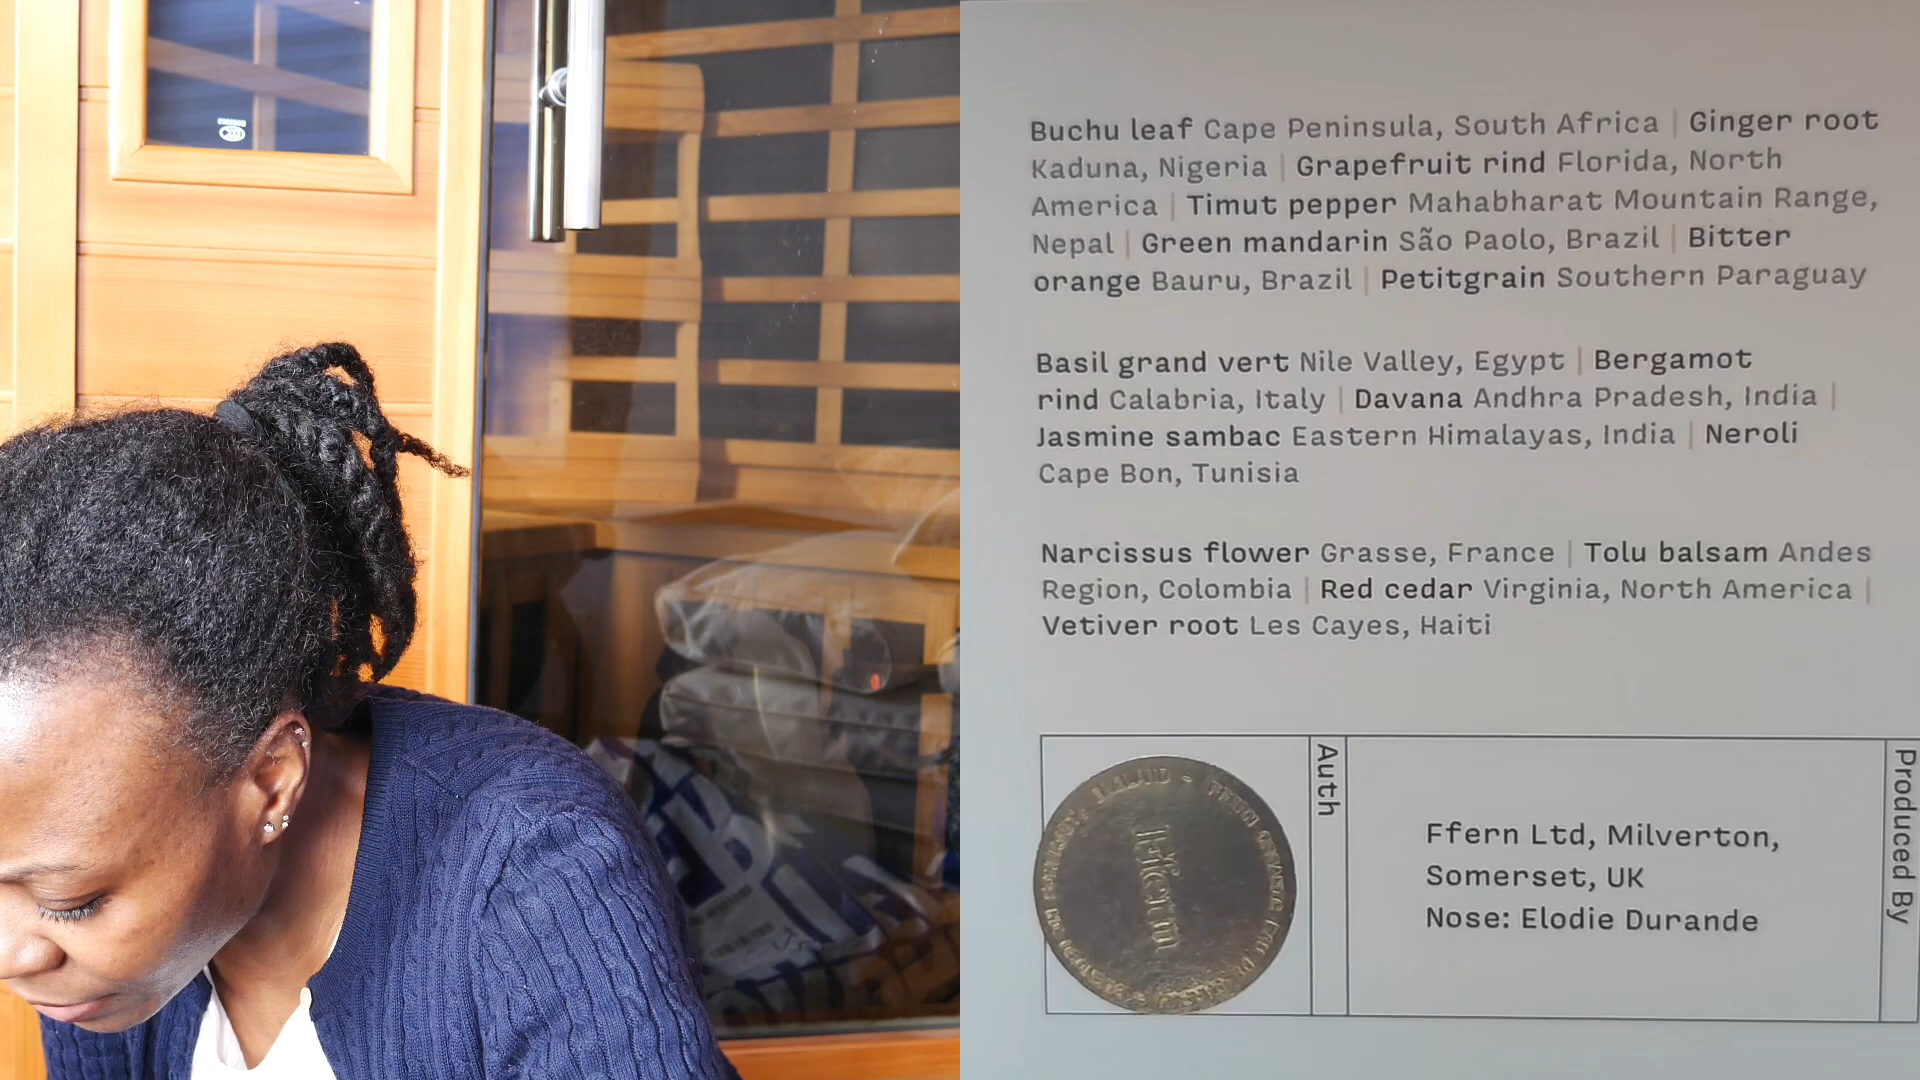 Buchu leaf Cape Peninsula, South Africa | Ginger root
Kaduna, Nigeria | Grapefruit rind Florida, North
America | Timut pepper Mahabharat Mountain Range,
Nepal | Green mandarin São Paolo, Brazil | Bitter
orange Bauru, Brazil | Petitgrain Southern Paraguay
Basil grand vert Nile Valley, Egypt | Bergamot
rind Calabria, Italy | Davana Andhra Pradesh, India |
Jasmine sambac Eastern Himalayas, India | Neroli
Cape Bon, Tunisia
Narcissus flower Grasse, France | Tolu balsam Andes
Region, Colombia | Red cedar Virginia, North America |
Vetiver root Les Cayes, Haiti
Ffern
Auth
Ffern Ltd, Milverton,
Somerset, UK
Nose: Elodie Durande
Produced By